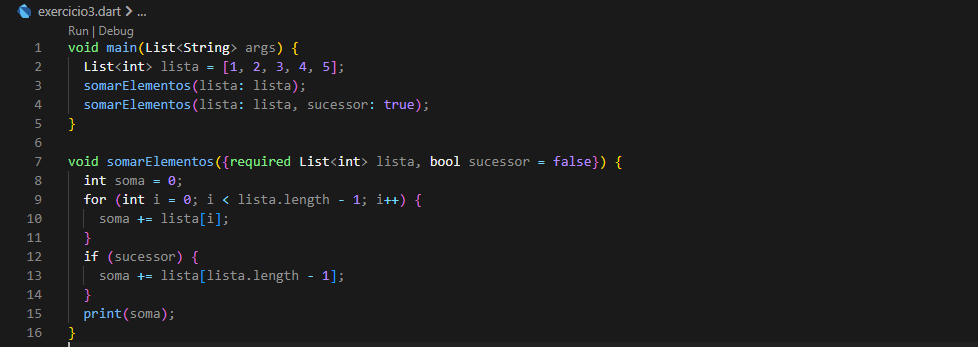 exercicio3.dart > ...
Run | Debug
1 void main(List<String> args) {
2 List<int> lista = [1, 2, 3, 4, 5];
3 somarElementos(lista: lista);
4 somarElementos(lista: lista, sucessor: true);
5 }
6
7 void somarElementos({required List<int> lista, bool sucessor = false}) {
8 int soma = 0;
9 for (int i = 0; i < lista.length - 1; i++) {
10 soma += lista[i];
11 }
12 if (sucessor) {
13 soma += lista[lista.length - 1];
14 }
15 print(soma);
16 }